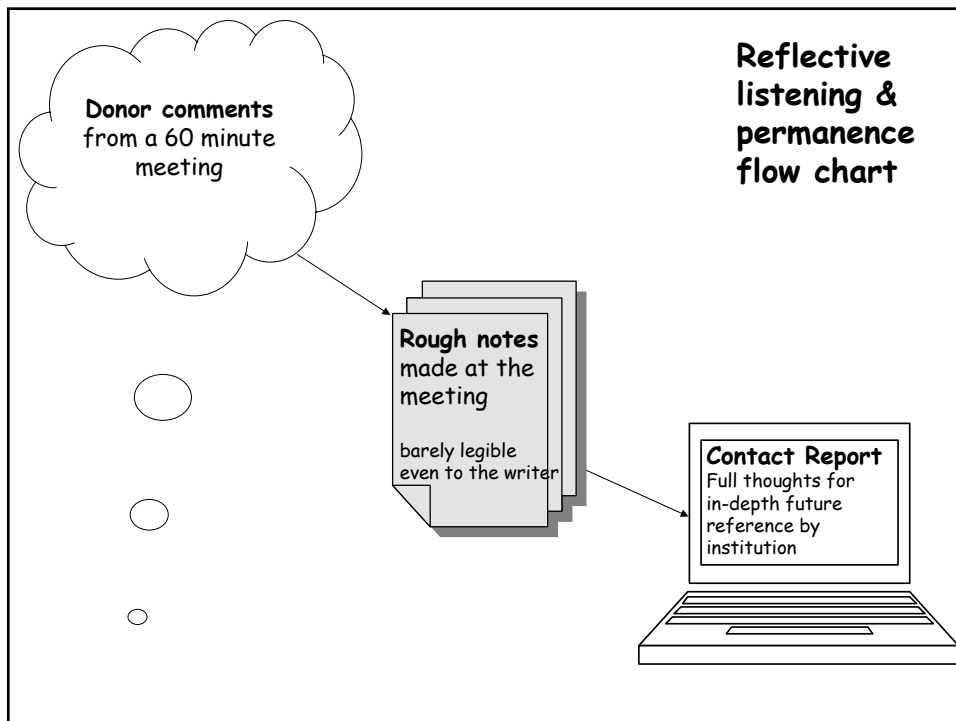 Reflective
listening &
permanence
flow chart
Donor comments
from a 60 minute
meeting
Rough notes
made at the
meeting
barely legible
even to the writer
Contact Report
Full thoughts for
in-depth future
reference by
institution